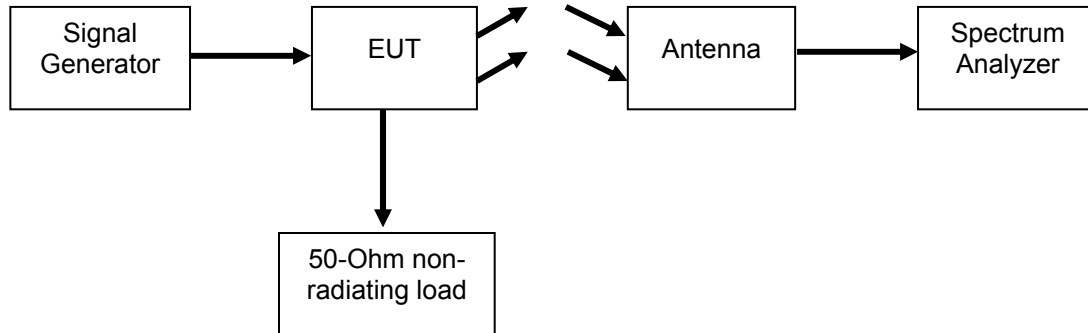 Signal
Generator
EUT
Antenna
Spectrum
Analyzer
50-Ohm non-
radiating load